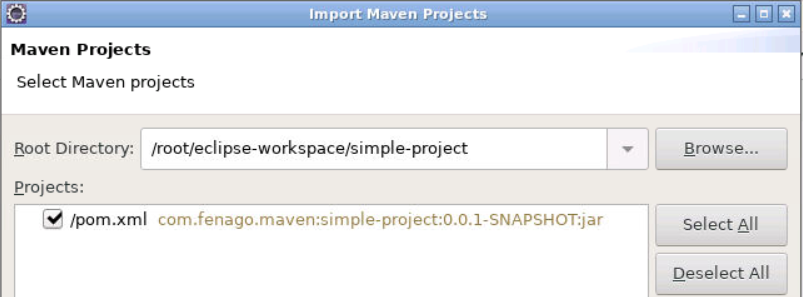 Import Maven Projects
Maven Projects
Select Maven projects
Root Directory: /root/eclipse-workspace/simple-project Browse...
Projects:
/pom.xml com.fenago.maven:simple-project:0.0.1-SNAPSHOT:jar
Select All
Deselect All